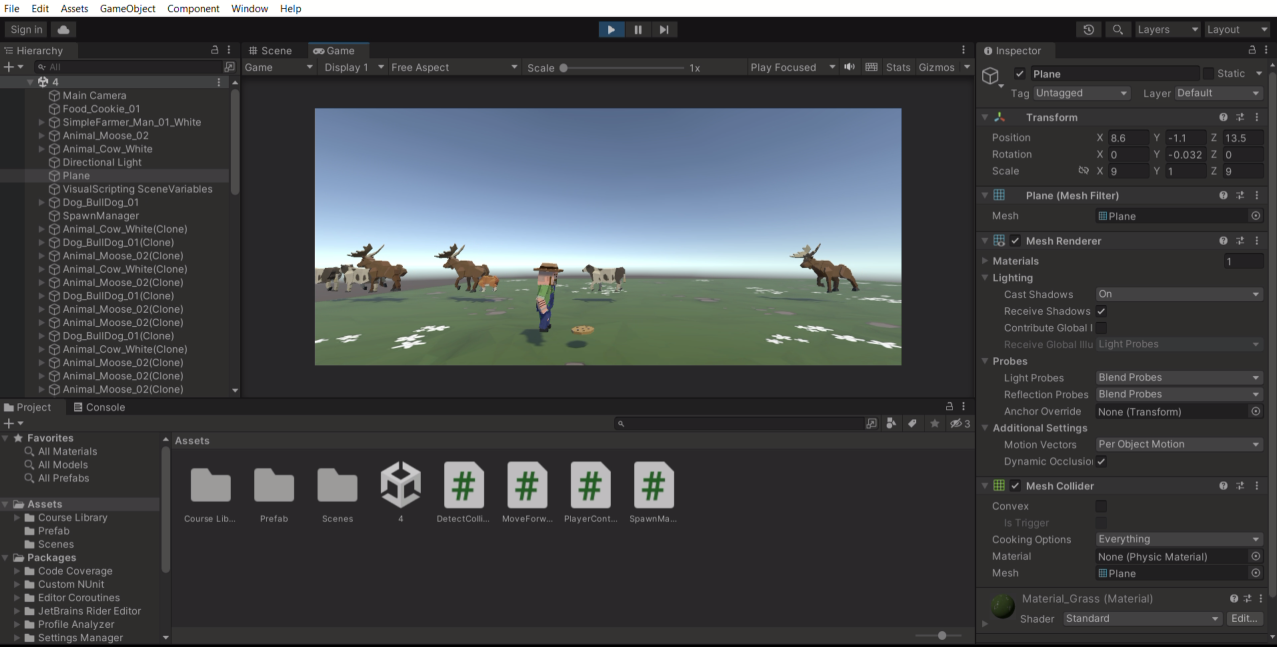 File Edit Assets GameObject Component Window Help
Sign in
Layers Layout
Hierarchy
All
4
Main Camera
Food_Cookie_01
SimpleFarmer_Man_01_White
Animal_Moose_02
Animal_Cow_White
Directional Light
Plane
VisualScripting SceneVariables
Dog_BullDog_01
SpawnManager
Animal_Cow_White(Clone)
Dog_BullDog_01(Clone)
Animal_Moose_02(Clone)
Animal_Cow_White(Clone)
Animal_Moose_02(Clone)
Dog_BullDog_01(Clone)
Animal_Moose_02(Clone)
Animal_Moose_02(Clone)
Dog_BullDog_01(Clone)
Animal_Cow_White(Clone)
Animal_Moose_02(Clone)
Animal_Moose_02(Clone)
Animal_Moose_02(Clone)
Scene Game
Game Display 1 Free Aspect Scale 1x Play Focused Stats Gizmos
Inspector
Plane Static
Tag Untagged Layer Default
Transform
Position X 8.6 Y -1.1 Z 13.5
Rotation X 0 Y -0.032 Z 0
Scale X 9 Y 1 Z 9
Plane (Mesh Filter)
Mesh Plane
Mesh Renderer
Materials 1
Lighting
Cast Shadows On
Receive Shadows
Contribute Global I
Receive Global Illu Light Probes
Probes
Light Probes Blend Probes
Reflection Probes Blend Probes
Anchor Override None (Transform)
Additional Settings
Motion Vectors Per Object Motion
Dynamic Occlusion
Mesh Collider
Convex
Is Trigger
Cooking Options Everything
Material None (Physic Material)
Mesh Plane
Material_Grass (Material)
Shader Standard Edit...
Project Console
3
Favorites
All Materials
All Models
All Prefabs
Assets
Course Library
Prefab
Scenes
Packages
Code Coverage
Custom NUnit
Editor Coroutines
JetBrains Rider Editor
Profile Analyzer
Settings Manager
Assets
Course Lib... Prefab Scenes 4 DetectColli... MoveForw... PlayerCont... SpawnMa...